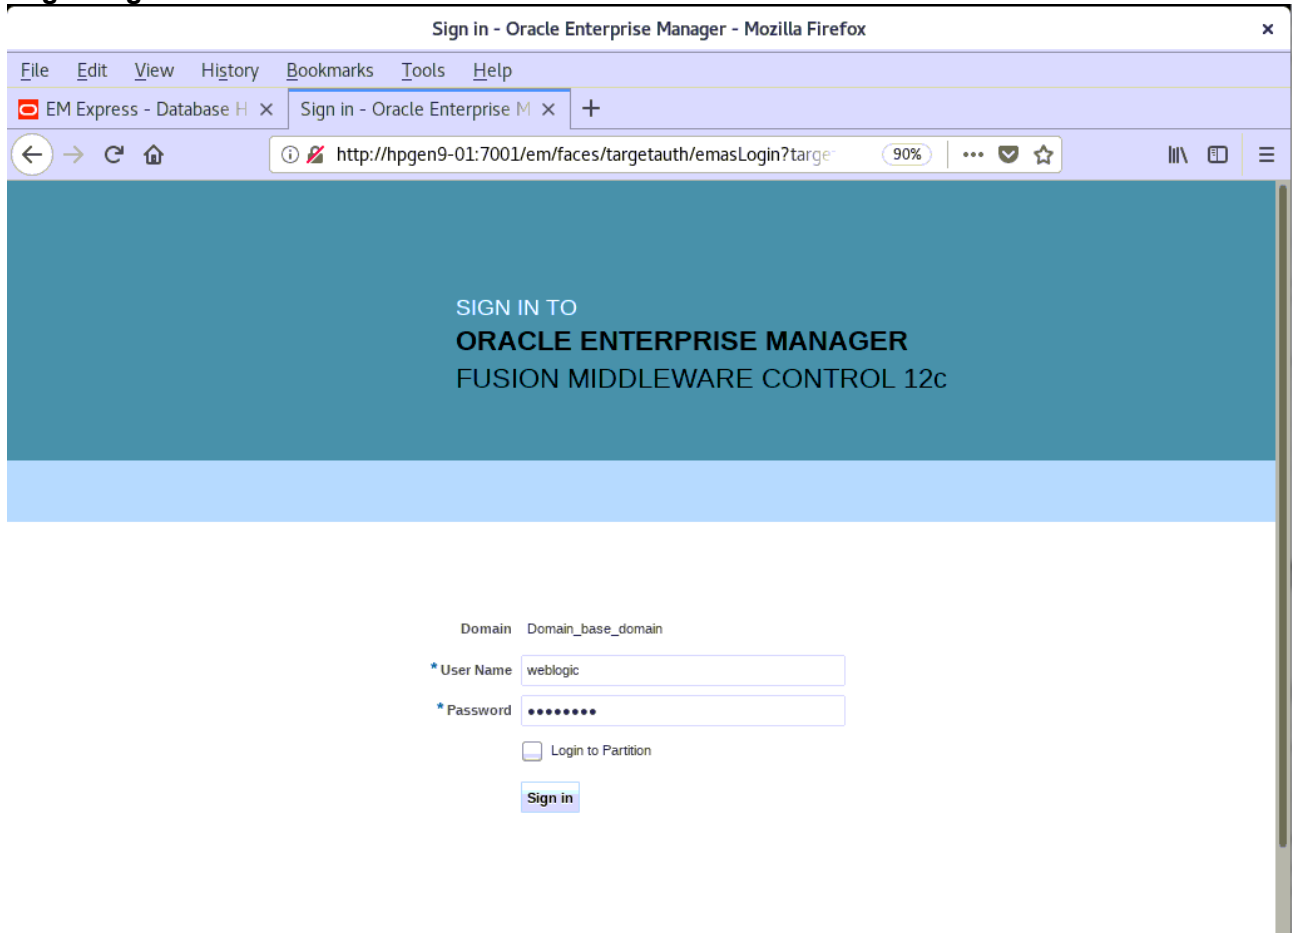 Sign in - Oracle Enterprise Manager - Mozilla Firefox
File Edit View History Bookmarks Tools Help
EM Express - Database H Sign in - Oracle Enterprise M
http://hpgen9-01:7001/em/faces/targetauth/emasLogin?targe 90%
SIGN IN TO
ORACLE ENTERPRISE MANAGER
FUSION MIDDLEWARE CONTROL 12c
Domain Domain_base_domain
* User Name weblogic
* Password ••••••••
Login to Partition
Sign in